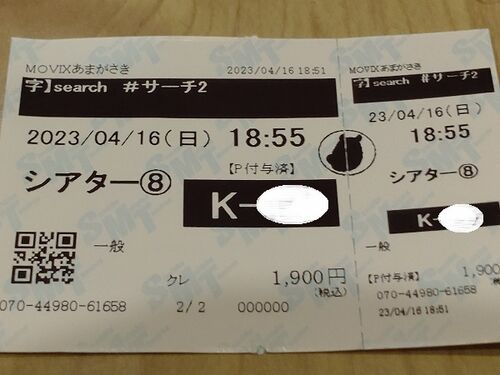 MOVIXあまがさき 2023/04/16 18:51
字】search #サーチ2
2023/04/16(日) 18:55
【P付与済】
シアター⑧
K-
一般
クレ 1,900円
(税込)
070-44980-61658 2/2 000000
MOVIXあまがさき
字】search #サーチ2
23/04/16(日)
18:55
シアター⑧
K-
一般
【P付与済】 1,900
070-44980-61658
23/04/16 18:51
SMT